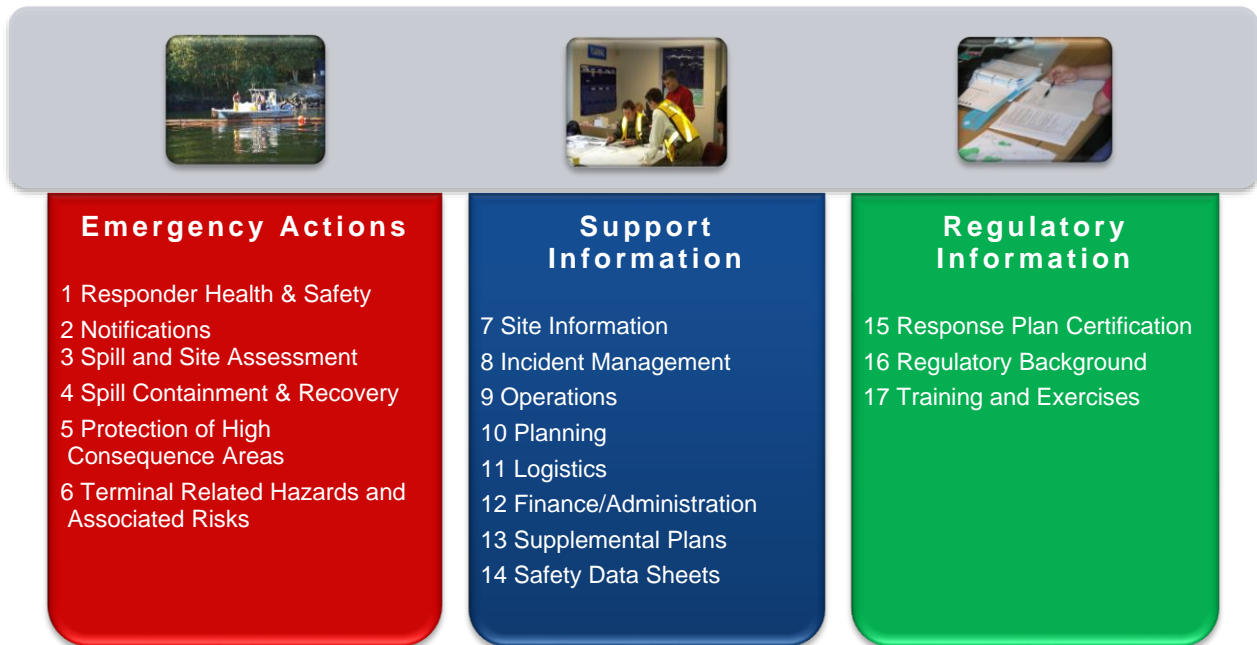 Emergency Actions
1 Responder Health & Safety
2 Notifications
3 Spill and Site Assessment
4 Spill Containment & Recovery
5 Protection of High
Consequence Areas
6 Terminal Related Hazards and
Associated Risks
Support
Information
7 Site Information
8 Incident Management
9 Operations
10 Planning
11 Logistics
12 Finance/Administration
13 Supplemental Plans
14 Safety Data Sheets
Regulatory
Information
15 Response Plan Certification
16 Regulatory Background
17 Training and Exercises